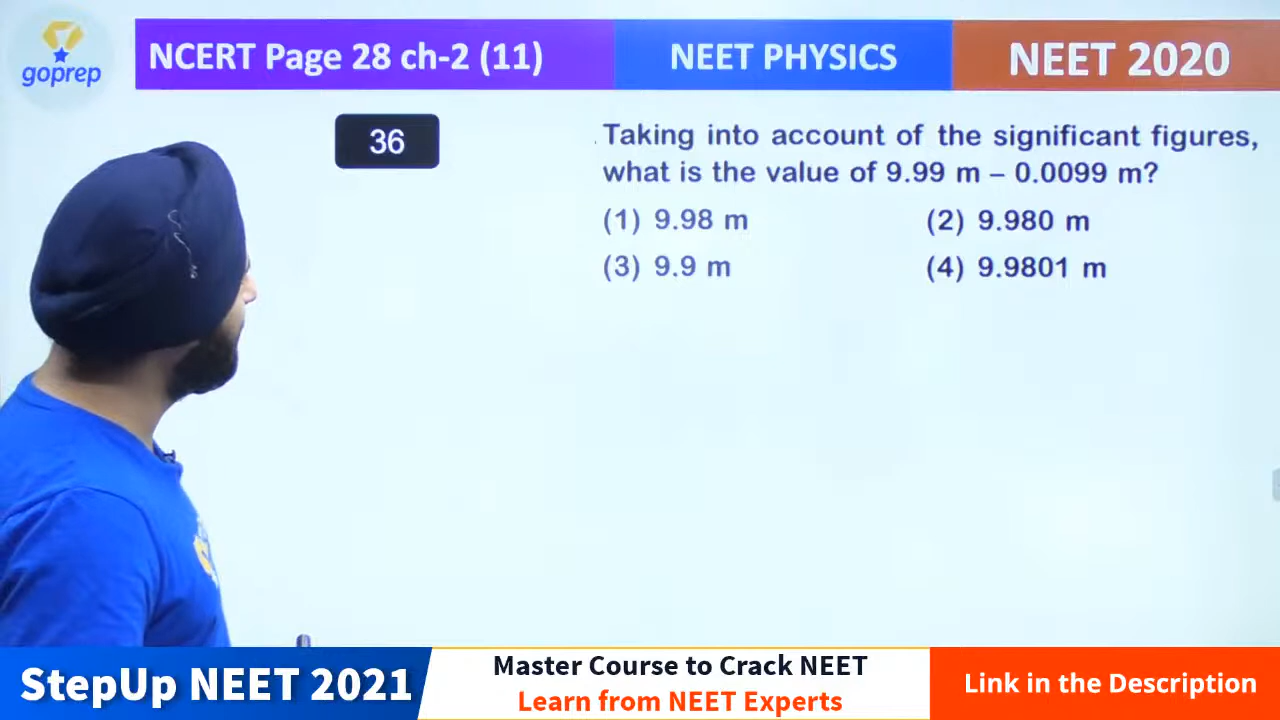 goprep
NCERT Page 28 ch-2 (11)
NEET PHYSICS
NEET 2020
36
Taking into account of the significant figures,
what is the value of 9.99 m – 0.0099 m?
(1) 9.98 m
(2) 9.980 m
(3) 9.9 m
(4) 9.9801 m
StepUp NEET 2021
Master Course to Crack NEET
Learn from NEET Experts
Link in the Description